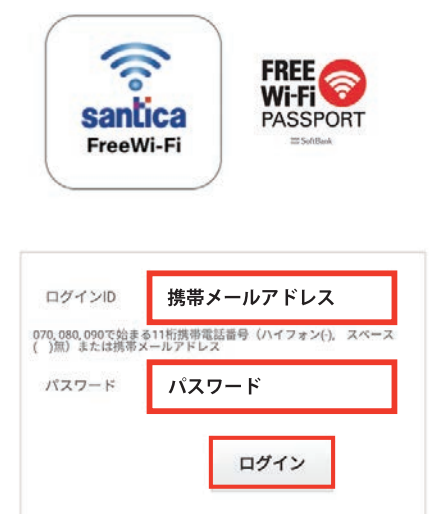 santica
FreeWi-Fi
FREE
Wi-Fi
PASSPORT
SoftBank
ログインID
携帯メールアドレス
070, 080, 090で始まる11桁携帯電話番号（ハイフォン(-)、スペース
( )無）または携帯メールアドレス
パスワード
パスワード
ログイン